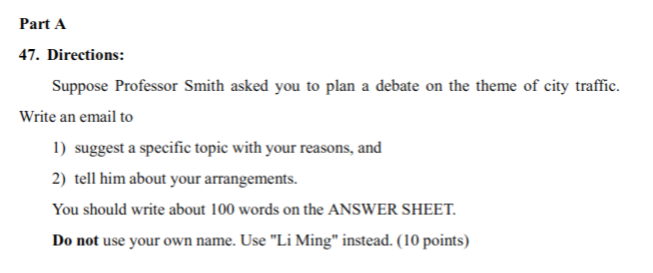 Part A
47. Directions:
Suppose Professor Smith asked you to plan a debate on the theme of city traffic.
Write an email to
1) suggest a specific topic with your reasons, and
2) tell him about your arrangements.
You should write about 100 words on the ANSWER SHEET.
Do not use your own name. Use "Li Ming" instead. (10 points)